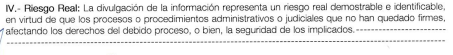 IV.- Riesgo Real: La divulgación de la información representa un riesgo real demostrable e identificable,
en virtud de que los procesos o procedimientos administrativos o judiciales que no han quedado firmes,
afectando los derechos del debido proceso, o bien, la seguridad de los implicados.--------------------
----------------------------------------------------------------------------------------------------